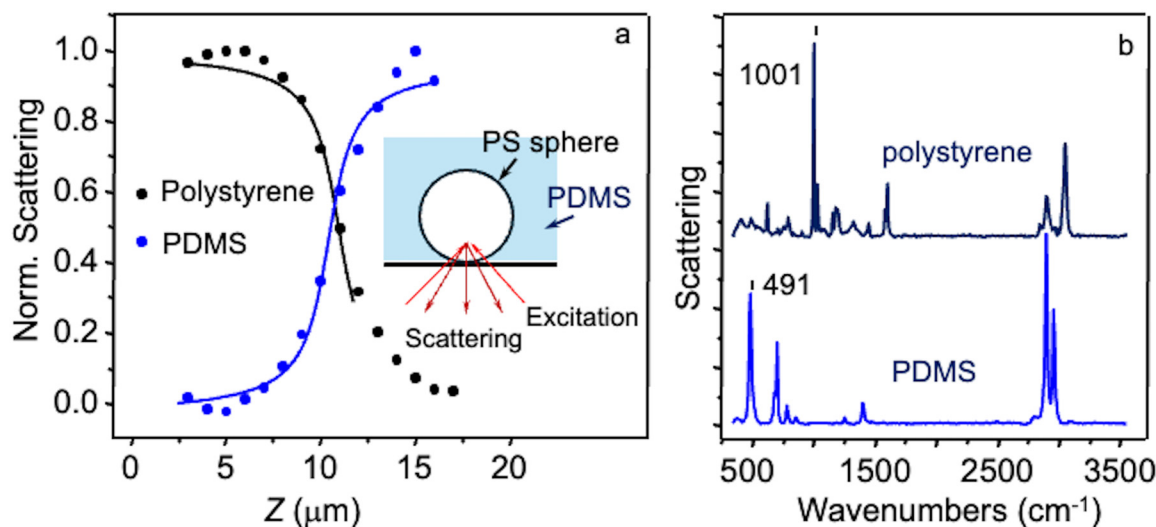 a
1.0
0.8
0.6
0.4
0.2
0.0
Norm. Scattering
Polystyrene
PDMS
PS sphere
PDMS
Excitation
Scattering
0 5 10 15 20
Z (μm)
b
1001
polystyrene
491
PDMS
Scattering
500 1500 2500 3500
Wavenumbers (cm⁻¹)